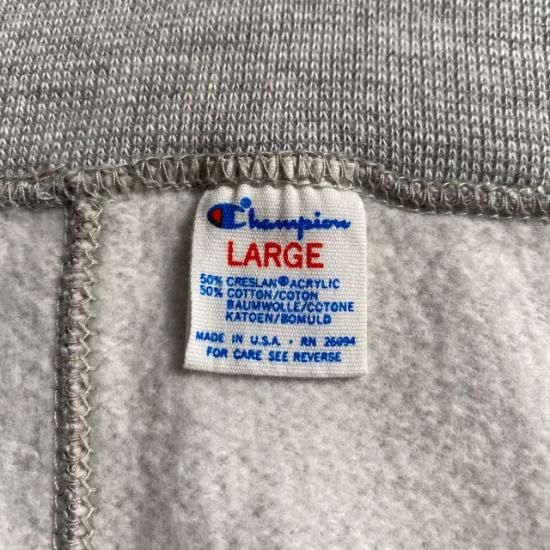 Champion
LARGE
50% CRESLAN® ACRYLIC
50% COTTON/COTON
BAUMWOLLE/COTONE
KATOEN/BOMULD
MADE IN U.S.A. • RN 26094
FOR CARE SEE REVERSE